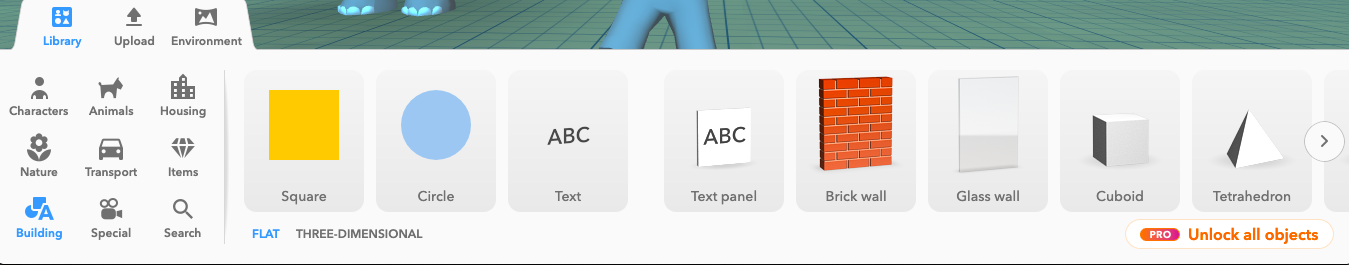 Library Upload Environment
Characters Animals Housing
Nature Transport Items
Building Special Search
ABC ABC
Square Circle Text Text panel Brick wall Glass wall Cuboid Tetrahedron
FLAT THREE-DIMENSIONAL
PRO Unlock all objects